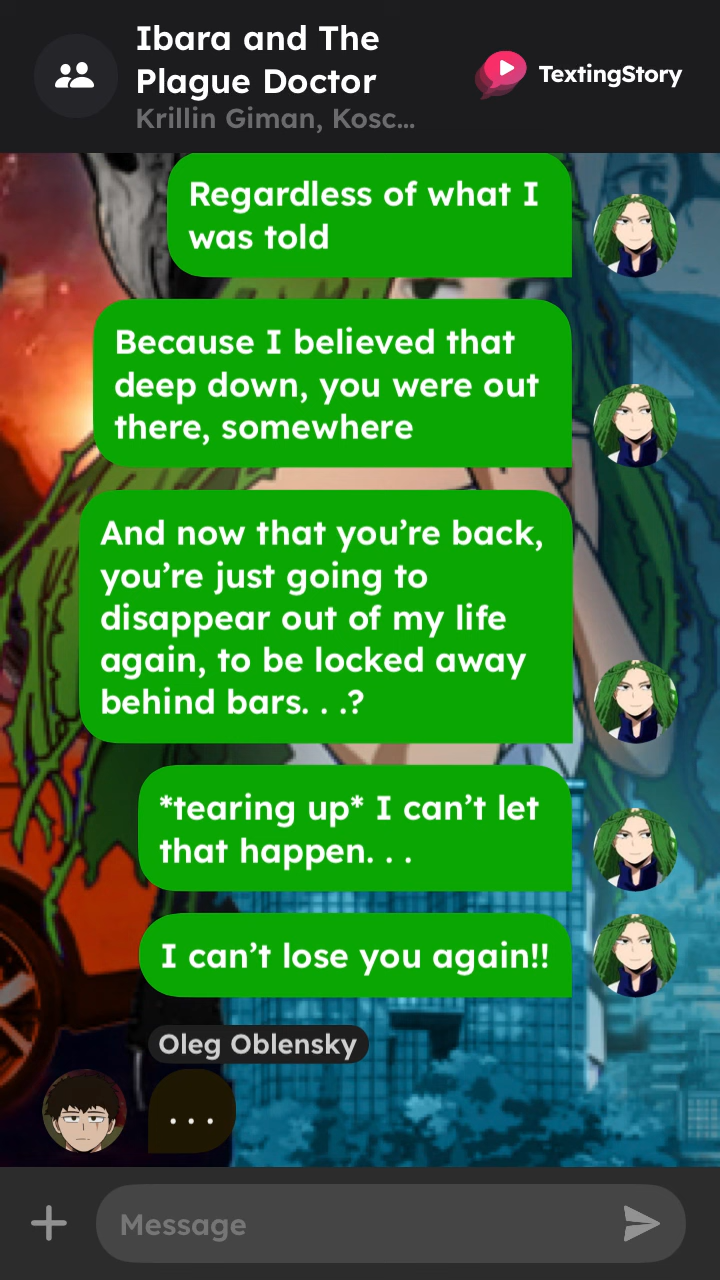 Ibara and The
Plague Doctor
Krillin Giman, Kosc...
TextingStory
Regardless of what I
was told
Because I believed that
deep down, you were out
there, somewhere
And now that you’re back,
you’re just going to
disappear out of my life
again, to be locked away
behind bars. . .?
*tearing up* I can’t let
that happen. . .
I can’t lose you again!!
Oleg Oblensky
...
Message